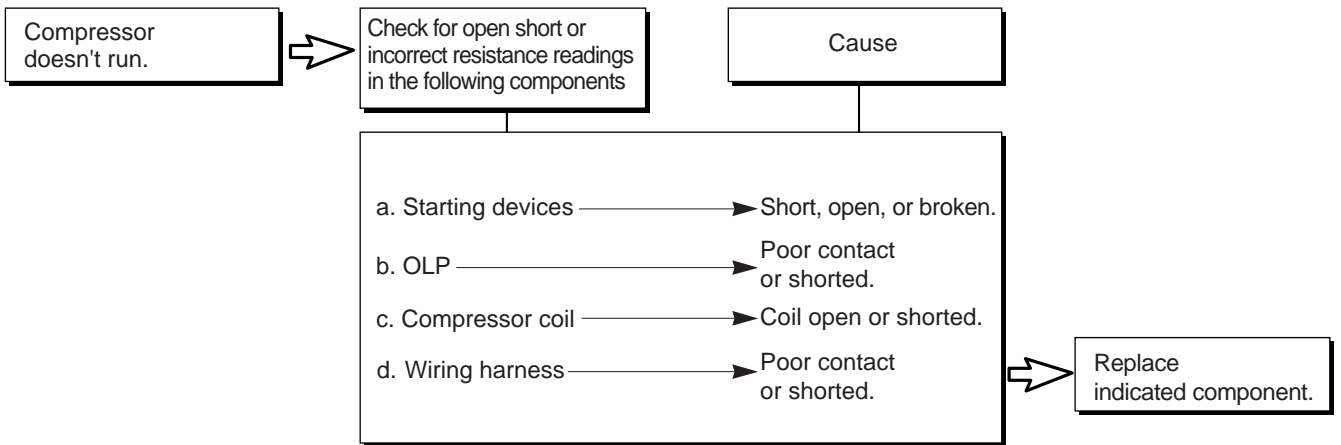 Compressor
doesn't run.
Check for open short or
incorrect resistance readings
in the following components
Cause
a. Starting devices
Short, open, or broken.
b. OLP
Poor contact
or shorted.
c. Compressor coil
Coil open or shorted.
d. Wiring harness
Poor contact
or shorted.
Replace
indicated component.